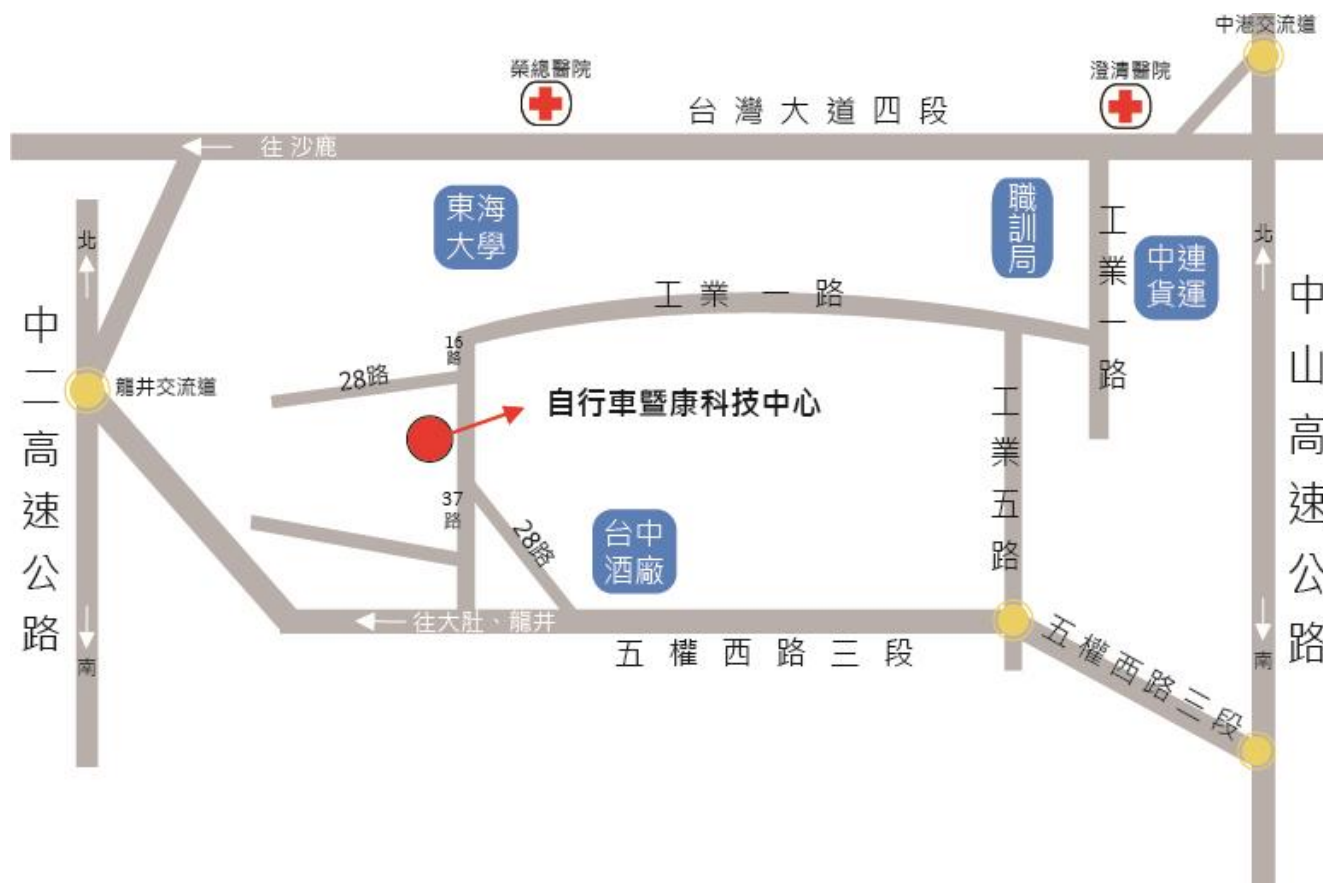 中港交流道
榮總醫院
澄清醫院
台灣大道四段
往 沙鹿
東海
大學
職訓局
工業一路
中連
貨運
北
北
工業一路
中二高速公路
中山高速公路
16路
28路
龍井交流道
自行車暨康科技中心
工業五路
37路
28路
台中
酒廠
往大肚、龍井
五權西路三段
五權西路三段
南
南